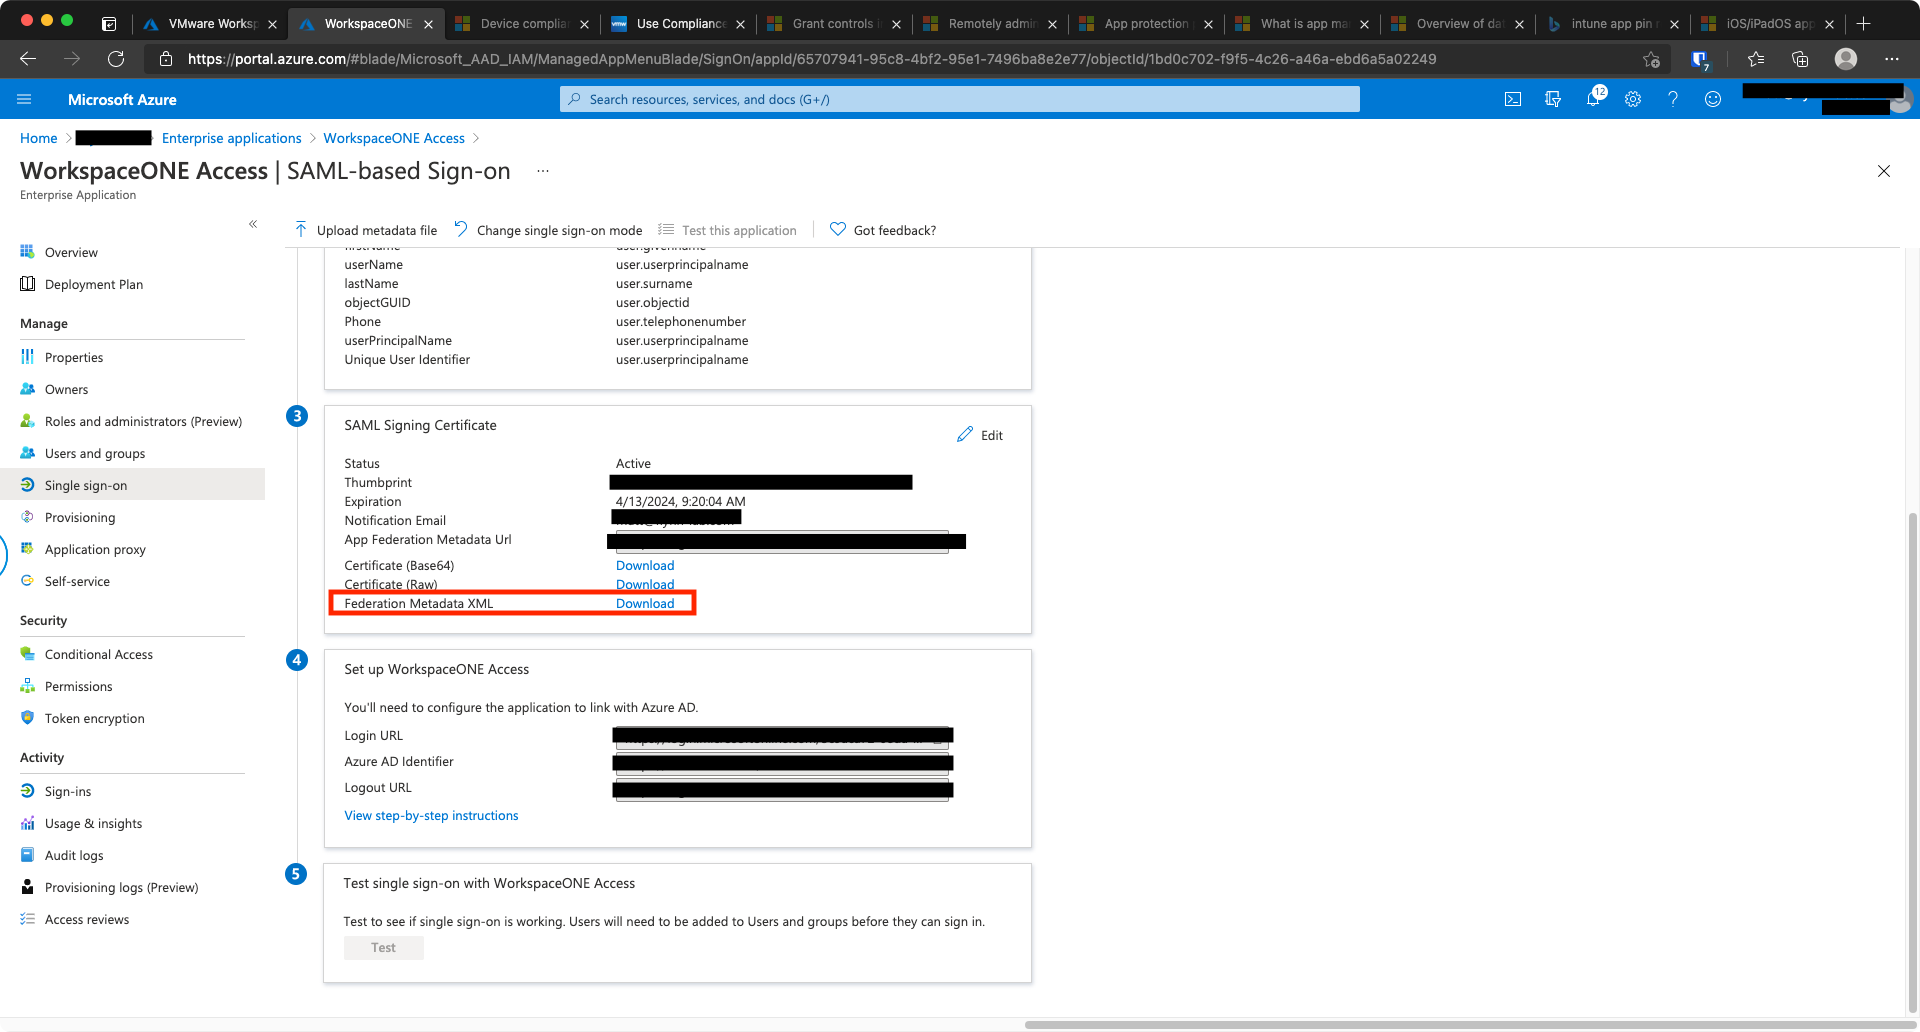 VMware Worksp
WorkspaceONE
Device complian
Use Compliance
Grant controls i
Remotely admin
App protection
What is app ma
Overview of da
intune app pin r
iOS/iPadOS app
https://portal.azure.com/#blade/Microsoft_AAD_IAM/ManagedAppMenuBlade/SignOn/appId/65707941-95c8-4bf2-95e1-7496ba8e2e77/objectId/1bd0c702-f9f5-4c26-a46a-ebd6a5a02249
7
Microsoft Azure
Search resources, services, and docs (G+/)
12
Home
Enterprise applications
WorkspaceONE Access
WorkspaceONE Access | SAML-based Sign-on
...
Enterprise Application
Upload metadata file
Change single sign-on mode
Test this application
Got feedback?
Overview
Deployment Plan
Manage
Properties
Owners
Roles and administrators (Preview)
Users and groups
Single sign-on
Provisioning
Application proxy
Self-service
Security
Conditional Access
Permissions
Token encryption
Activity
Sign-ins
Usage & insights
Audit logs
Provisioning logs (Preview)
Access reviews
firstName user.givenname
userName user.userprincipalname
lastName user.surname
objectGUID user.objectid
Phone user.telephonenumber
userPrincipalName user.userprincipalname
Unique User Identifier user.userprincipalname
3
SAML Signing Certificate
Edit
Status Active
Thumbprint
Expiration 4/13/2024, 9:20:04 AM
Notification Email
App Federation Metadata Url
Certificate (Base64) Download
Certificate (Raw) Download
Federation Metadata XML Download
4
Set up WorkspaceONE Access
You'll need to configure the application to link with Azure AD.
Login URL
Azure AD Identifier
Logout URL
View step-by-step instructions
5
Test single sign-on with WorkspaceONE Access
Test to see if single sign-on is working. Users will need to be added to Users and groups before they can sign in.
Test